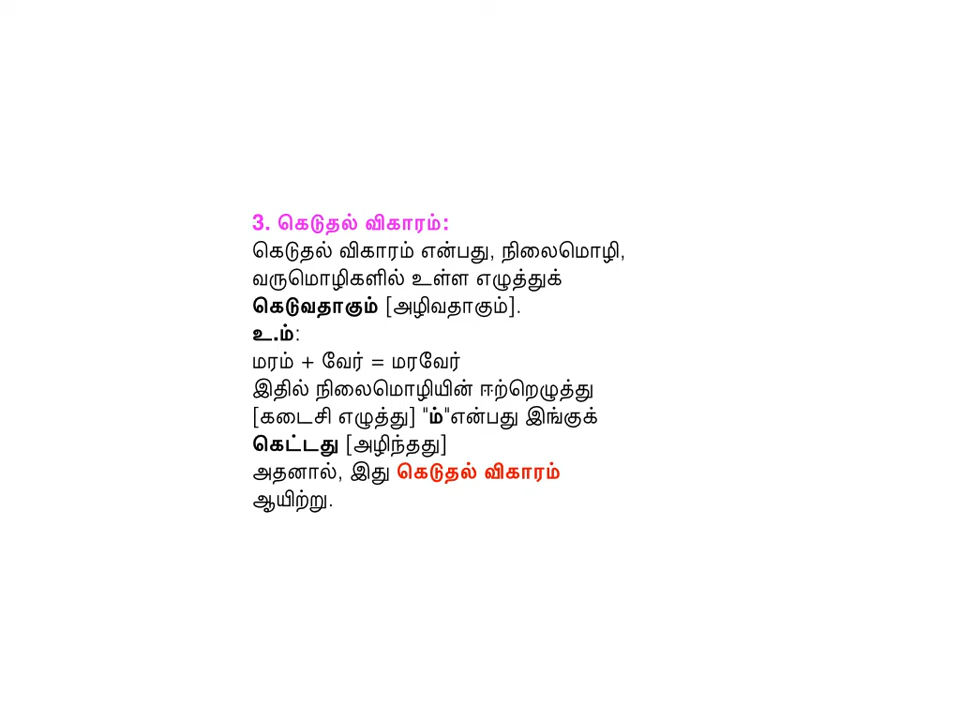 3. கெடுதல் விகாரம்:
கெடுதல் விகாரம் என்பது, நிலைமொழி,
வருமொழிகளில் உள்ள எழுத்துக்
கெடுவதாகும் [அழிவதாகும்].
உ.ம்:
மரம் + வேர் = மரவேர்
இதில் நிலைமொழியின் ஈற்றெழுத்து
[கடைசி எழுத்து] "ம்"என்பது இங்குக்
கெட்டது [அழிந்தது]
அதனால், இது கெடுதல் விகாரம்
ஆயிற்று.